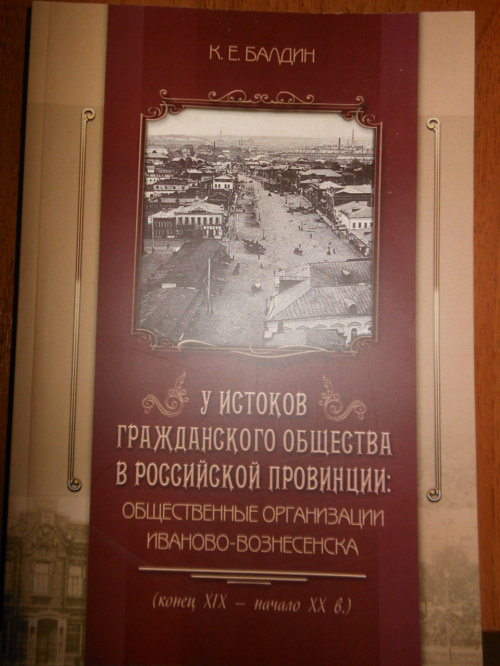 К. Е. БАЛДИН
У ИСТОКОВ
ГРАЖДАНСКОГО ОБЩЕСТВА
В РОССИЙСКОЙ ПРОВИНЦИИ:
ОБЩЕСТВЕННЫЕ ОРГАНИЗАЦИИ
ИВАНОВО-ВОЗНЕСЕНСКА
(конец XIX – начало XX в.)